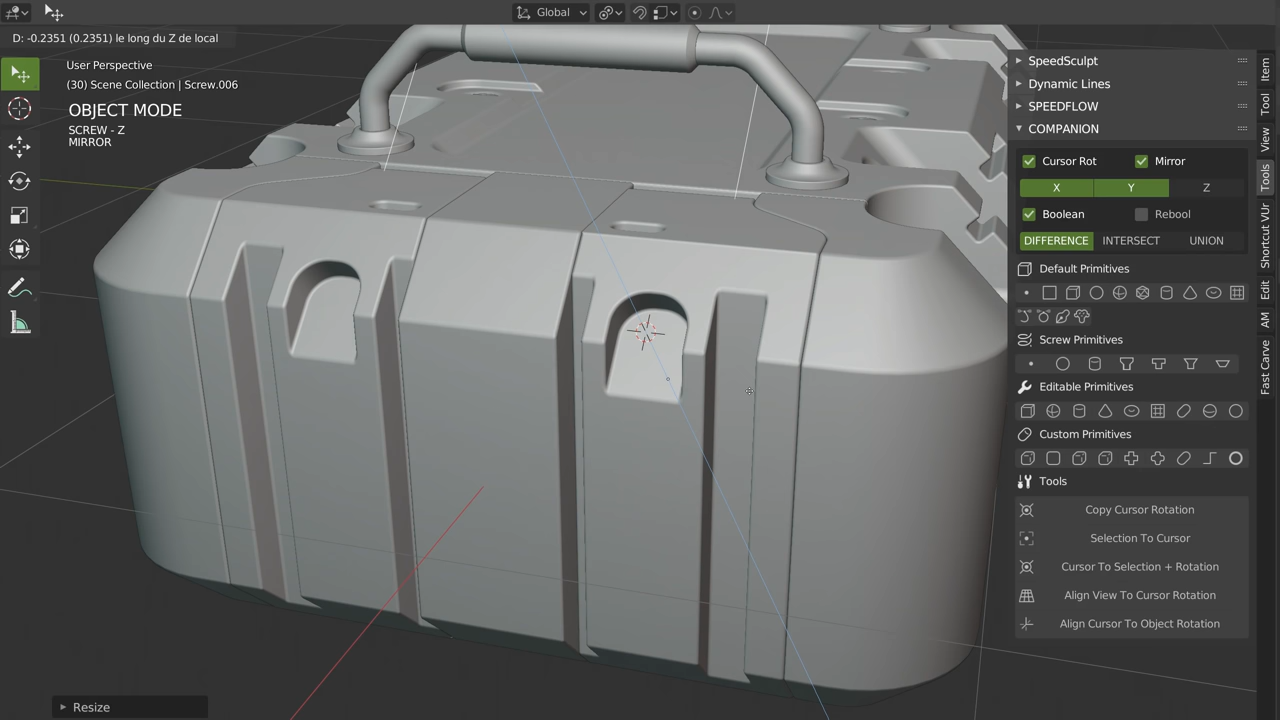 Global
D: -0.2351 (0.2351) le long du Z de local
User Perspective
(30) Scene Collection | Screw.006
OBJECT MODE
SCREW - Z
MIRROR
Resize
SpeedSculpt
Dynamic Lines
SPEEDFLOW
COMPANION
Cursor Rot
Mirror
X
Y
Z
Boolean
Rebool
DIFFERENCE
INTERSECT
UNION
Default Primitives
Screw Primitives
Editable Primitives
Custom Primitives
Tools
Copy Cursor Rotation
Selection To Cursor
Cursor To Selection + Rotation
Align View To Cursor Rotation
Align Cursor To Object Rotation
Item
Tool
View
Tools
Shortcut VUr
Edit
AM
Fast Carve